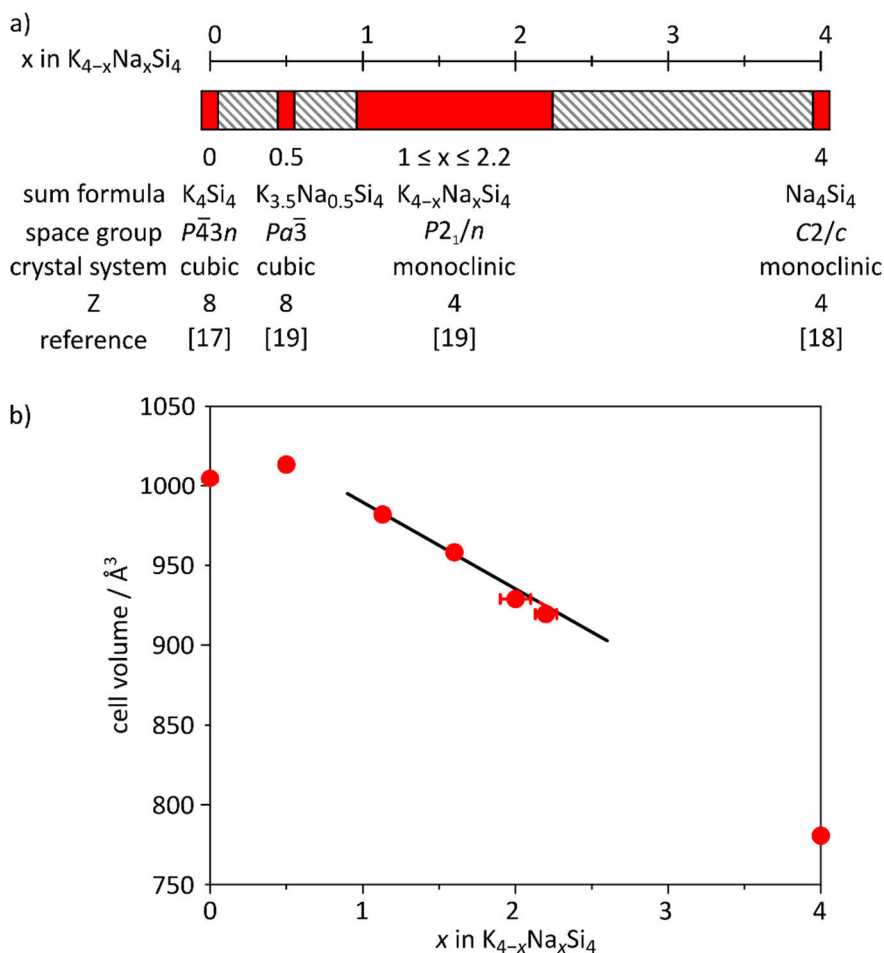 a)
0 1 2 3 4
x in K₄₋ₓNaₓSi₄
0 0.5 1 ≤ x ≤ 2.2 4
sum formula K₄Si₄ K₃.₅Na₀.₅Si₄ K₄₋ₓNaₓSi₄ Na₄Si₄
space group P4̅3n Pa3̅ P2₁/n C2/c
crystal system cubic cubic monoclinic monoclinic
Z 8 8 4 4
reference [17] [19] [19] [18]
b)
1050
1000
950
900
850
800
750
cell volume / Å³
0 1 2 3 4
x in K₄₋ₓNaₓSi₄